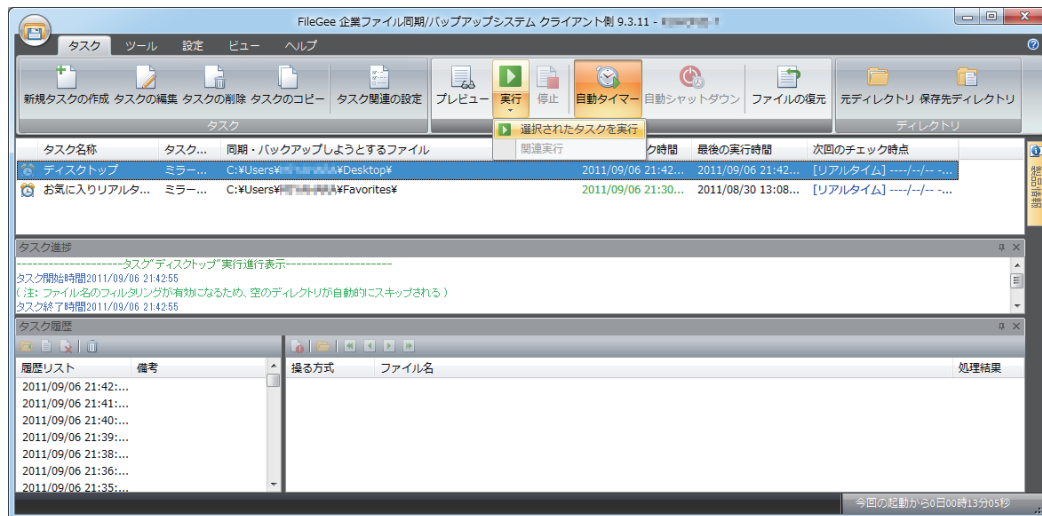 FileGee 企業ファイル同期/バップアップシステム クライアント側 9.3.11 -
タスク ツール 設定 ビュー ヘルプ
新規タスクの作成 タスクの編集 タスクの削除 タスクのコピー タスク関連の設定 プレビュー 実行 停止 自動タイマー 自動シャットダウン ファイルの復元 元ディレクトリ 保存先ディレクトリ
タスク ディレクトリ
選択されたタスクを実行
関連実行
タスク名称 タスク... 同期・バックアップしようとするファイル ク時間 最後の実行時間 次回のチェック時点
ディスクトップ ミラー... C:¥Users¥ ¥Desktop¥ 2011/09/06 21:42... 2011/09/06 21:42... [リアルタイム] ----/--/-- -...
お気に入りリアルタ... ミラー... C:¥Users¥ ¥Favorites¥ 2011/09/06 21:30... 2011/08/30 13:08... [リアルタイム] ----/--/-- -...
製品情報
タスク進捗
---------------------タスク"ディスクトップ"実行進行表示---------------------
タスク開始時間2011/09/06 21:42:55
(注: ファイル名のフィルタリングが有効になるため、空のディレクトリが自動的にスキップされる)
タスク終了時間2011/09/06 21:42:55
タスク履歴
履歴リスト 備考 操る方式 ファイル名 処理結果
2011/09/06 21:42:...
2011/09/06 21:41:...
2011/09/06 21:40:...
2011/09/06 21:39:...
2011/09/06 21:38:...
2011/09/06 21:36:...
2011/09/06 21:35:...
今回の起動から0日00時13分05秒